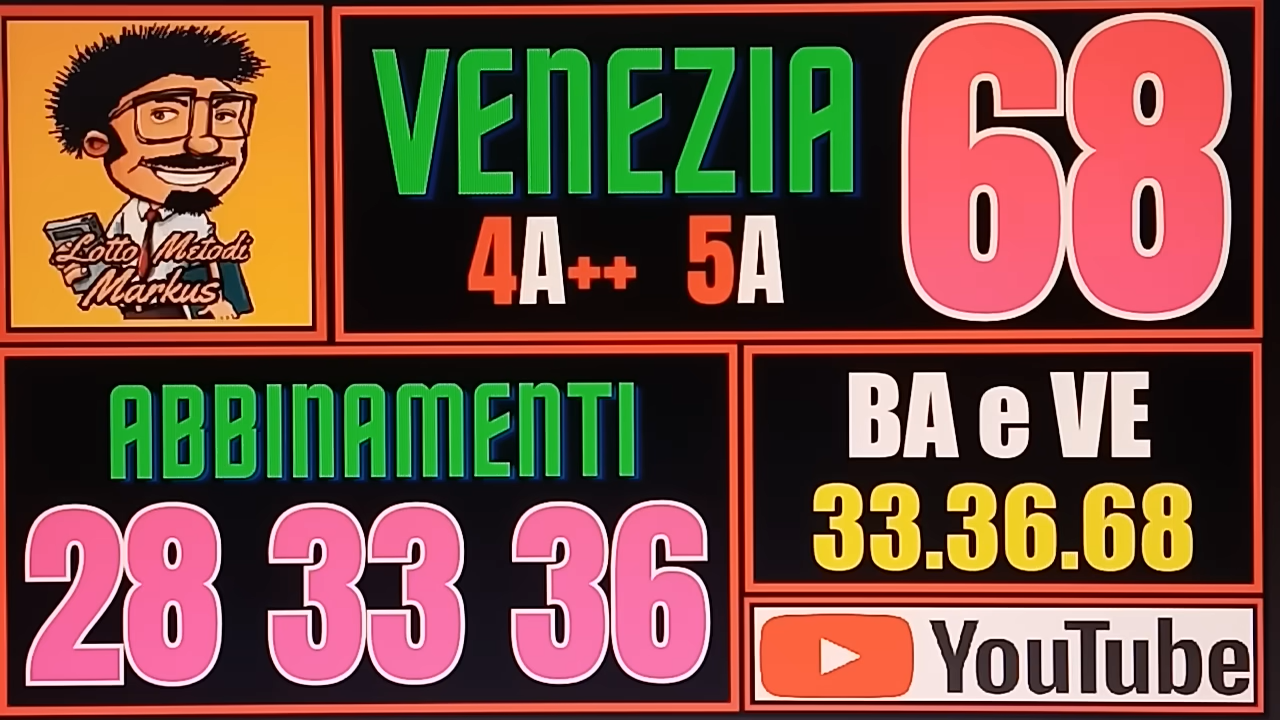 Lotto Metodi
Markus
VENEZIA
68
4A++ 5A
ABBINAMENTI
28 33 36
BA e VE
33.36.68
YouTube